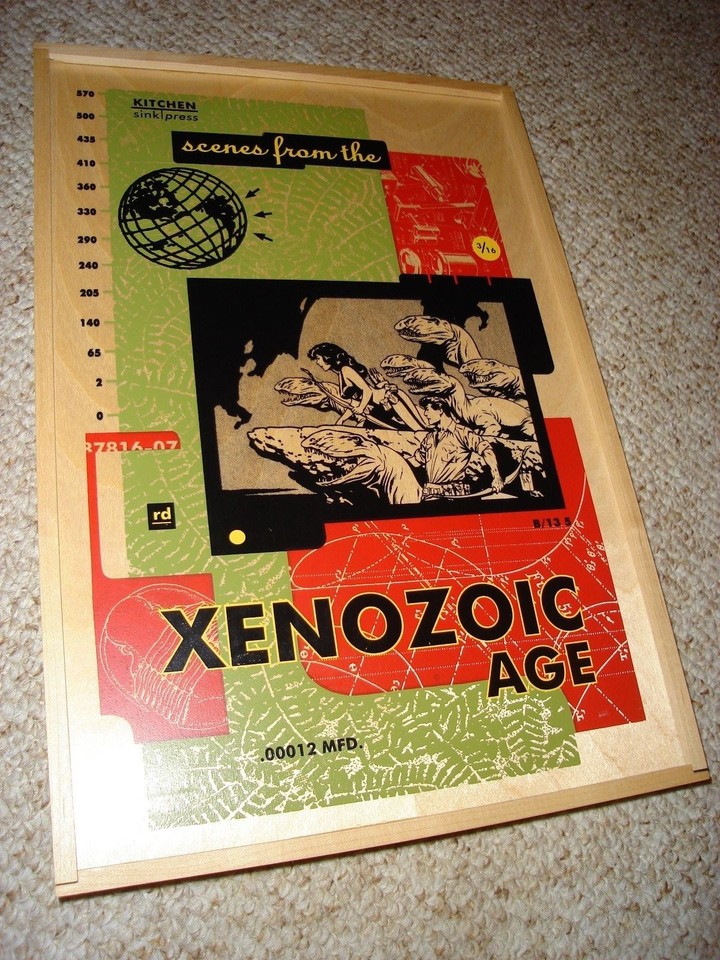 KITCHEN
sink|press
scenes from the
570
500
435
410
360
330
290
240
205
140
65
2
0
3/16
37816-07
rd
B/13 5
XENOZOIC
AGE
.00012 MFD.